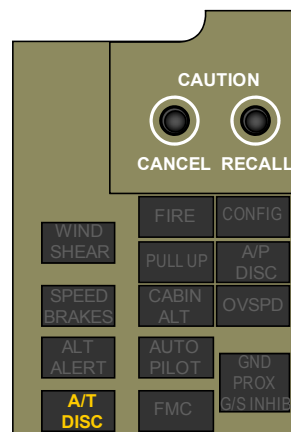 CAUTION
CANCEL RECALL
WIND
SHEAR
FIRE
CONFIG
PULL UP
A/P
DISC
SPEED
BRAKES
CABIN
ALT
OVSPD
ALT
ALERT
AUTO
PILOT
GND
PROX
G/S INHIB
A/T
DISC
FMC